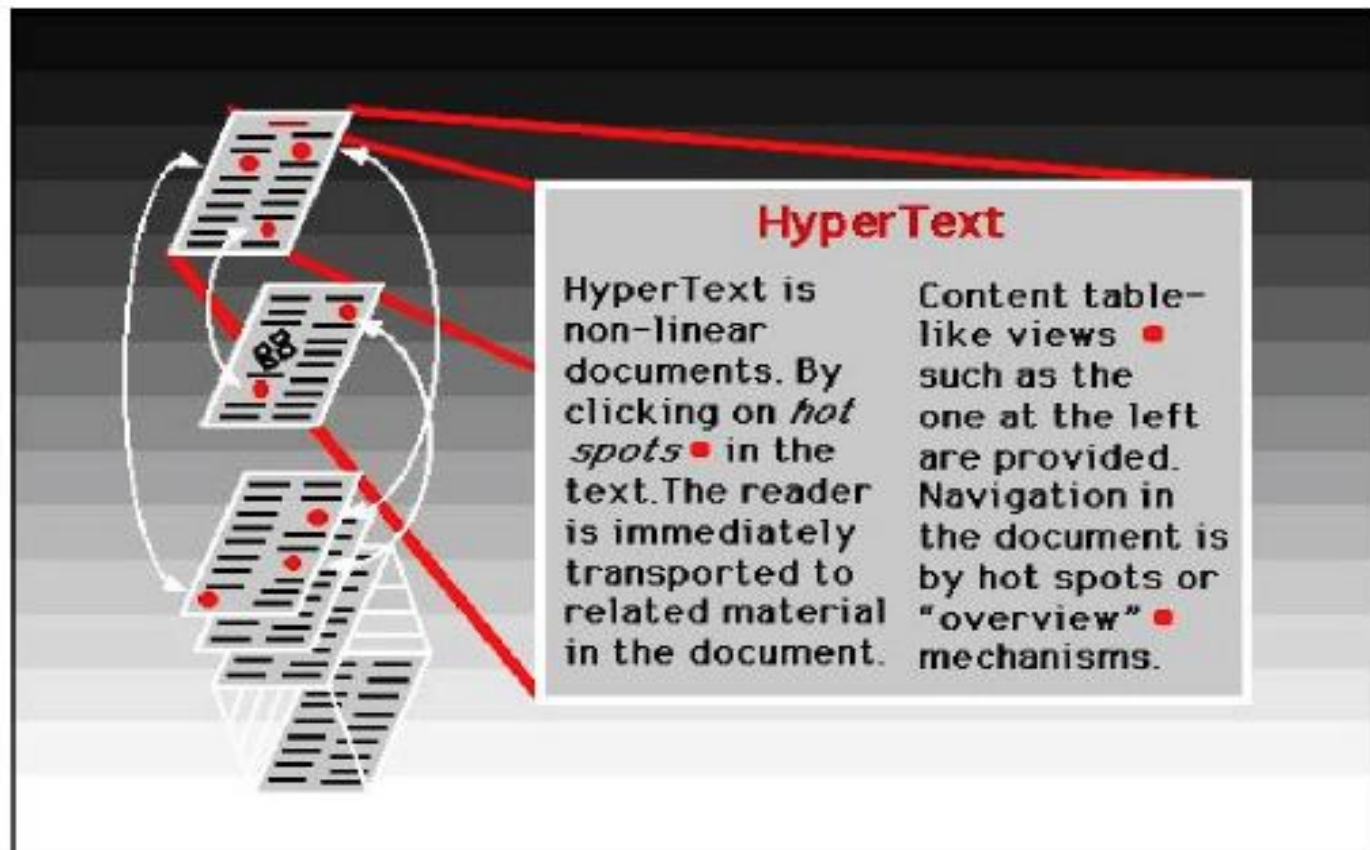 HyperText
HyperText is
non-linear
documents. By
clicking on hot
spots in the
text.The reader
is immediately
transported to
related material
in the document.
Content table-
like views
such as the
one at the left
are provided.
Navigation in
the document is
by hot spots or
"overview"
mechanisms.